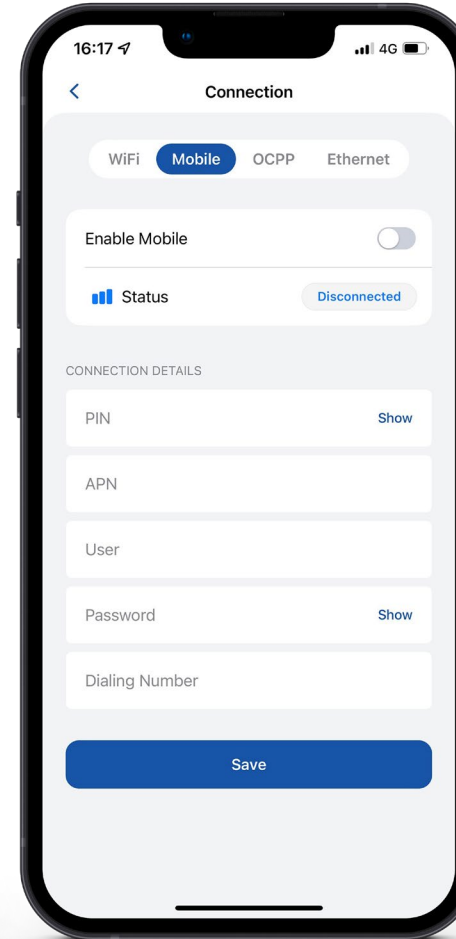 16:17 4G
Connection
WiFi Mobile OCPP Ethernet
Enable Mobile
Status Disconnected
CONNECTION DETAILS
PIN Show
APN
User
Password Show
Dialing Number
Save